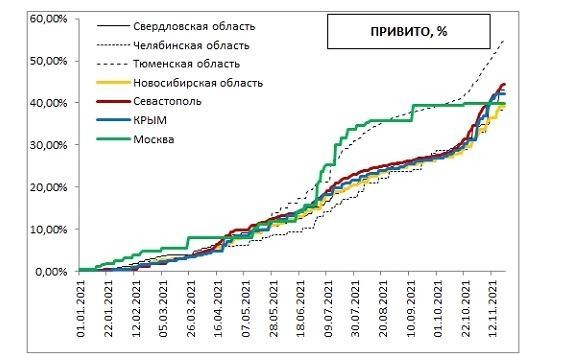 ПРИВИТО, %
60,00%
50,00%
40,00%
30,00%
20,00%
10,00%
0,00%
Свердловская область
Челябинская область
Тюменская область
Новосибирская область
Севастополь
КРЫМ
Москва
01.01.2021
22.01.2021
12.02.2021
05.03.2021
26.03.2021
16.04.2021
07.05.2021
28.05.2021
18.06.2021
09.07.2021
30.07.2021
20.08.2021
10.09.2021
01.10.2021
22.10.2021
12.11.2021